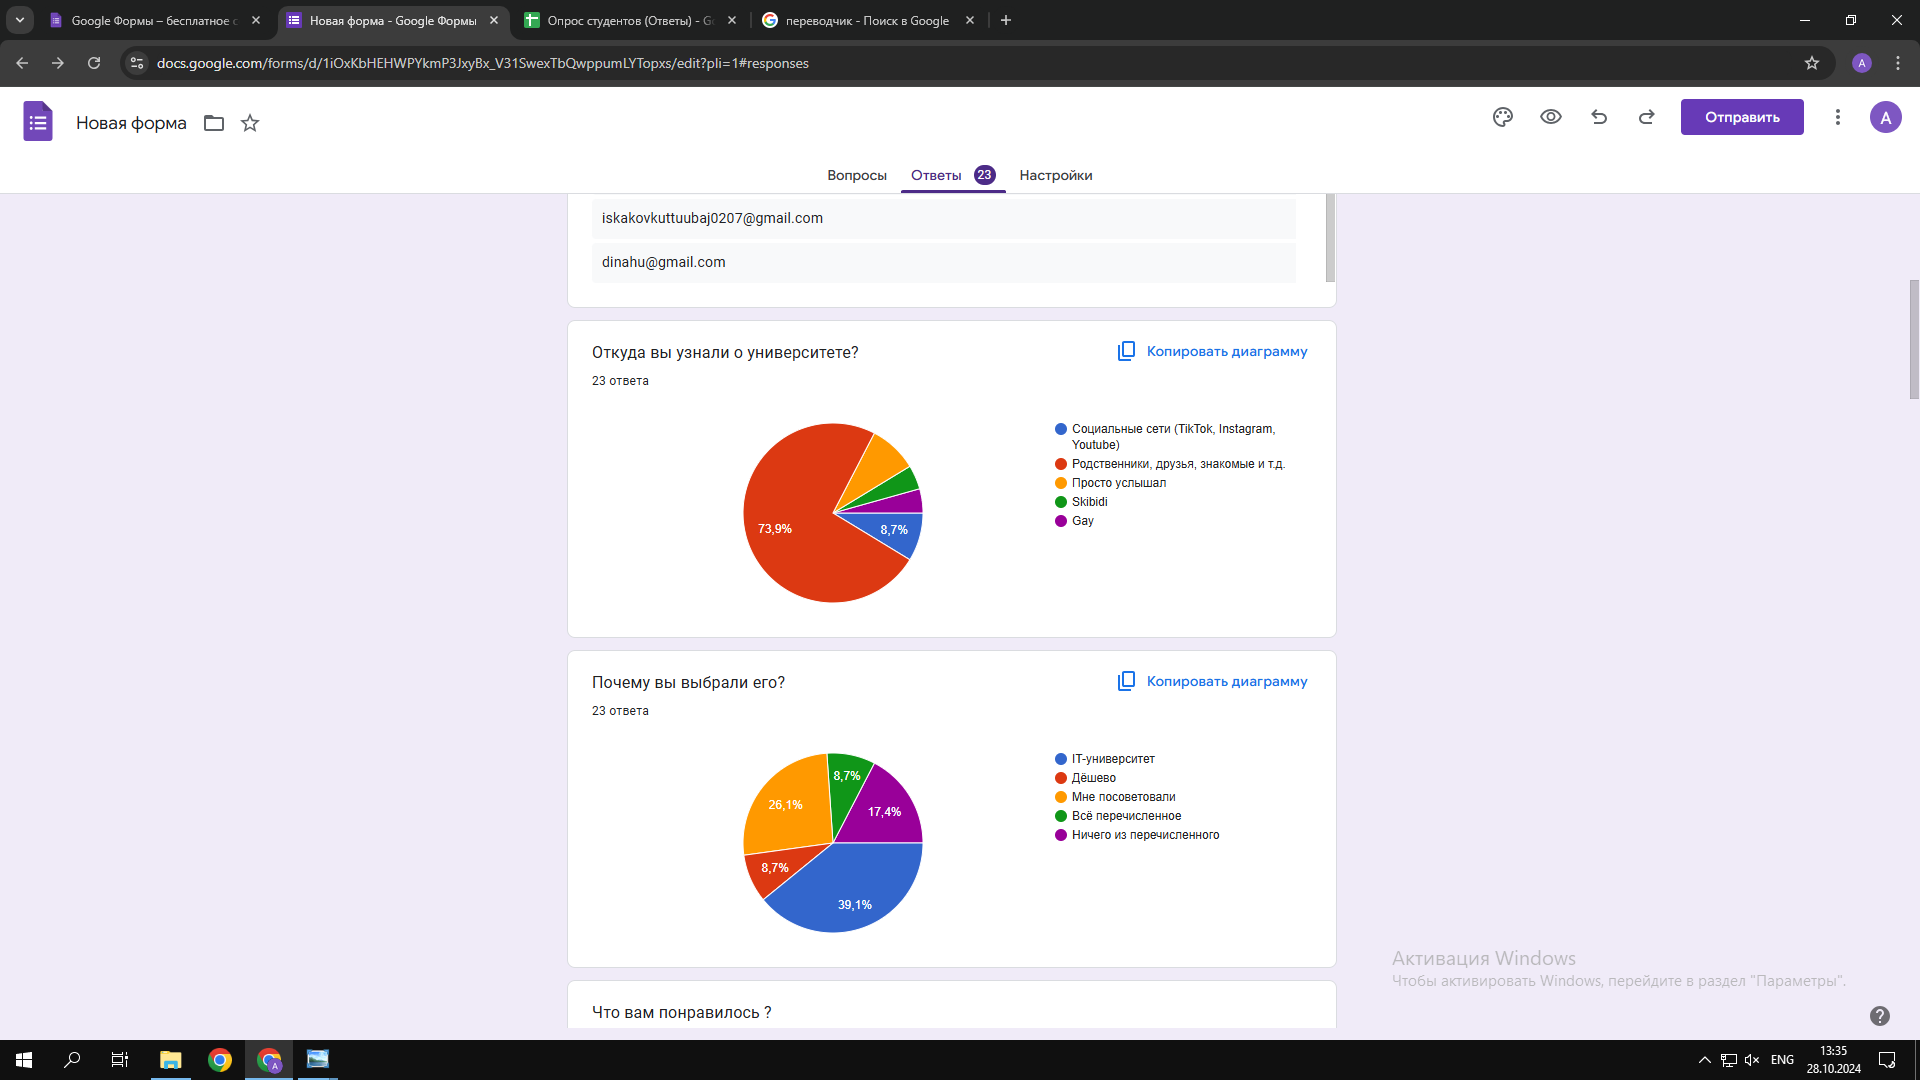 Google Формы – бесплатное с
Новая форма - Google Формы
Опрос студентов (Ответы) - Go
переводчик - Поиск в Google
docs.google.com/forms/d/1iOxKbHEHWPYkmP3JxyBx_V31SwexTbQwppumLYTopxs/edit?pli=1#responses
A
Новая форма
Отправить
A
Вопросы
Ответы 23
Настройки
iskakovkuttuubaj0207@gmail.com
dinahu@gmail.com
Откуда вы узнали о университете?
Копировать диаграмму
23 ответа
Социальные сети (TikTok, Instagram,
Youtube)
Родственники, друзья, знакомые и т.д.
Просто услышал
Skibidi
Gay
73,9%
8,7%
Почему вы выбрали его?
Копировать диаграмму
23 ответа
IT-университет
Дёшево
Мне посоветовали
Всё перечисленное
Ничего из перечисленного
8,7%
26,1%
17,4%
8,7%
39,1%
Активация Windows
Чтобы активировать Windows, перейдите в раздел "Параметры".
Что вам понравилось ?
A
ENG
13:35
28.10.2024